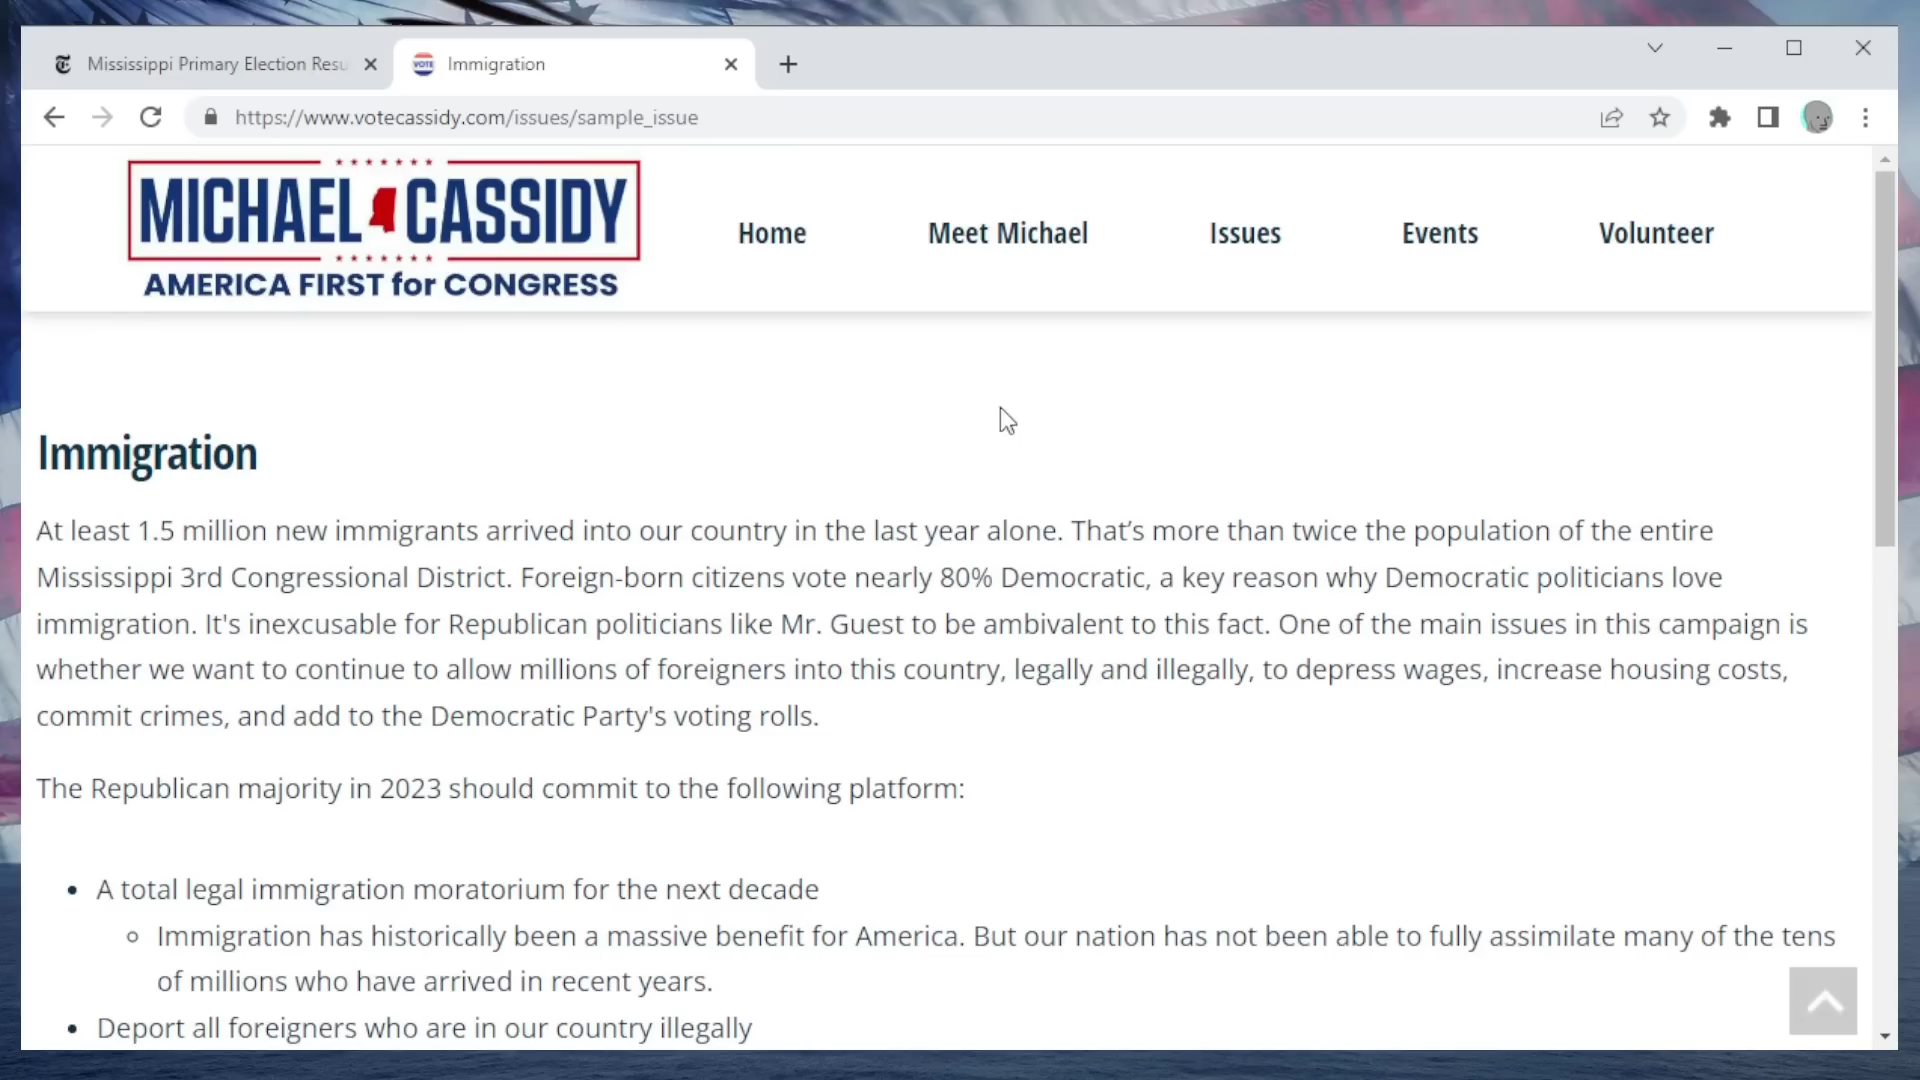 Mississippi Primary Election Resu
VOTE Immigration
https://www.votecassidy.com/issues/sample_issue
MICHAEL CASSIDY
AMERICA FIRST for CONGRESS
Home Meet Michael Issues Events Volunteer
Immigration
At least 1.5 million new immigrants arrived into our country in the last year alone. That’s more than twice the population of the entire
Mississippi 3rd Congressional District. Foreign-born citizens vote nearly 80% Democratic, a key reason why Democratic politicians love
immigration. It's inexcusable for Republican politicians like Mr. Guest to be ambivalent to this fact. One of the main issues in this campaign is
whether we want to continue to allow millions of foreigners into this country, legally and illegally, to depress wages, increase housing costs,
commit crimes, and add to the Democratic Party's voting rolls.
The Republican majority in 2023 should commit to the following platform:
• A total legal immigration moratorium for the next decade
◦ Immigration has historically been a massive benefit for America. But our nation has not been able to fully assimilate many of the tens
of millions who have arrived in recent years.
• Deport all foreigners who are in our country illegally